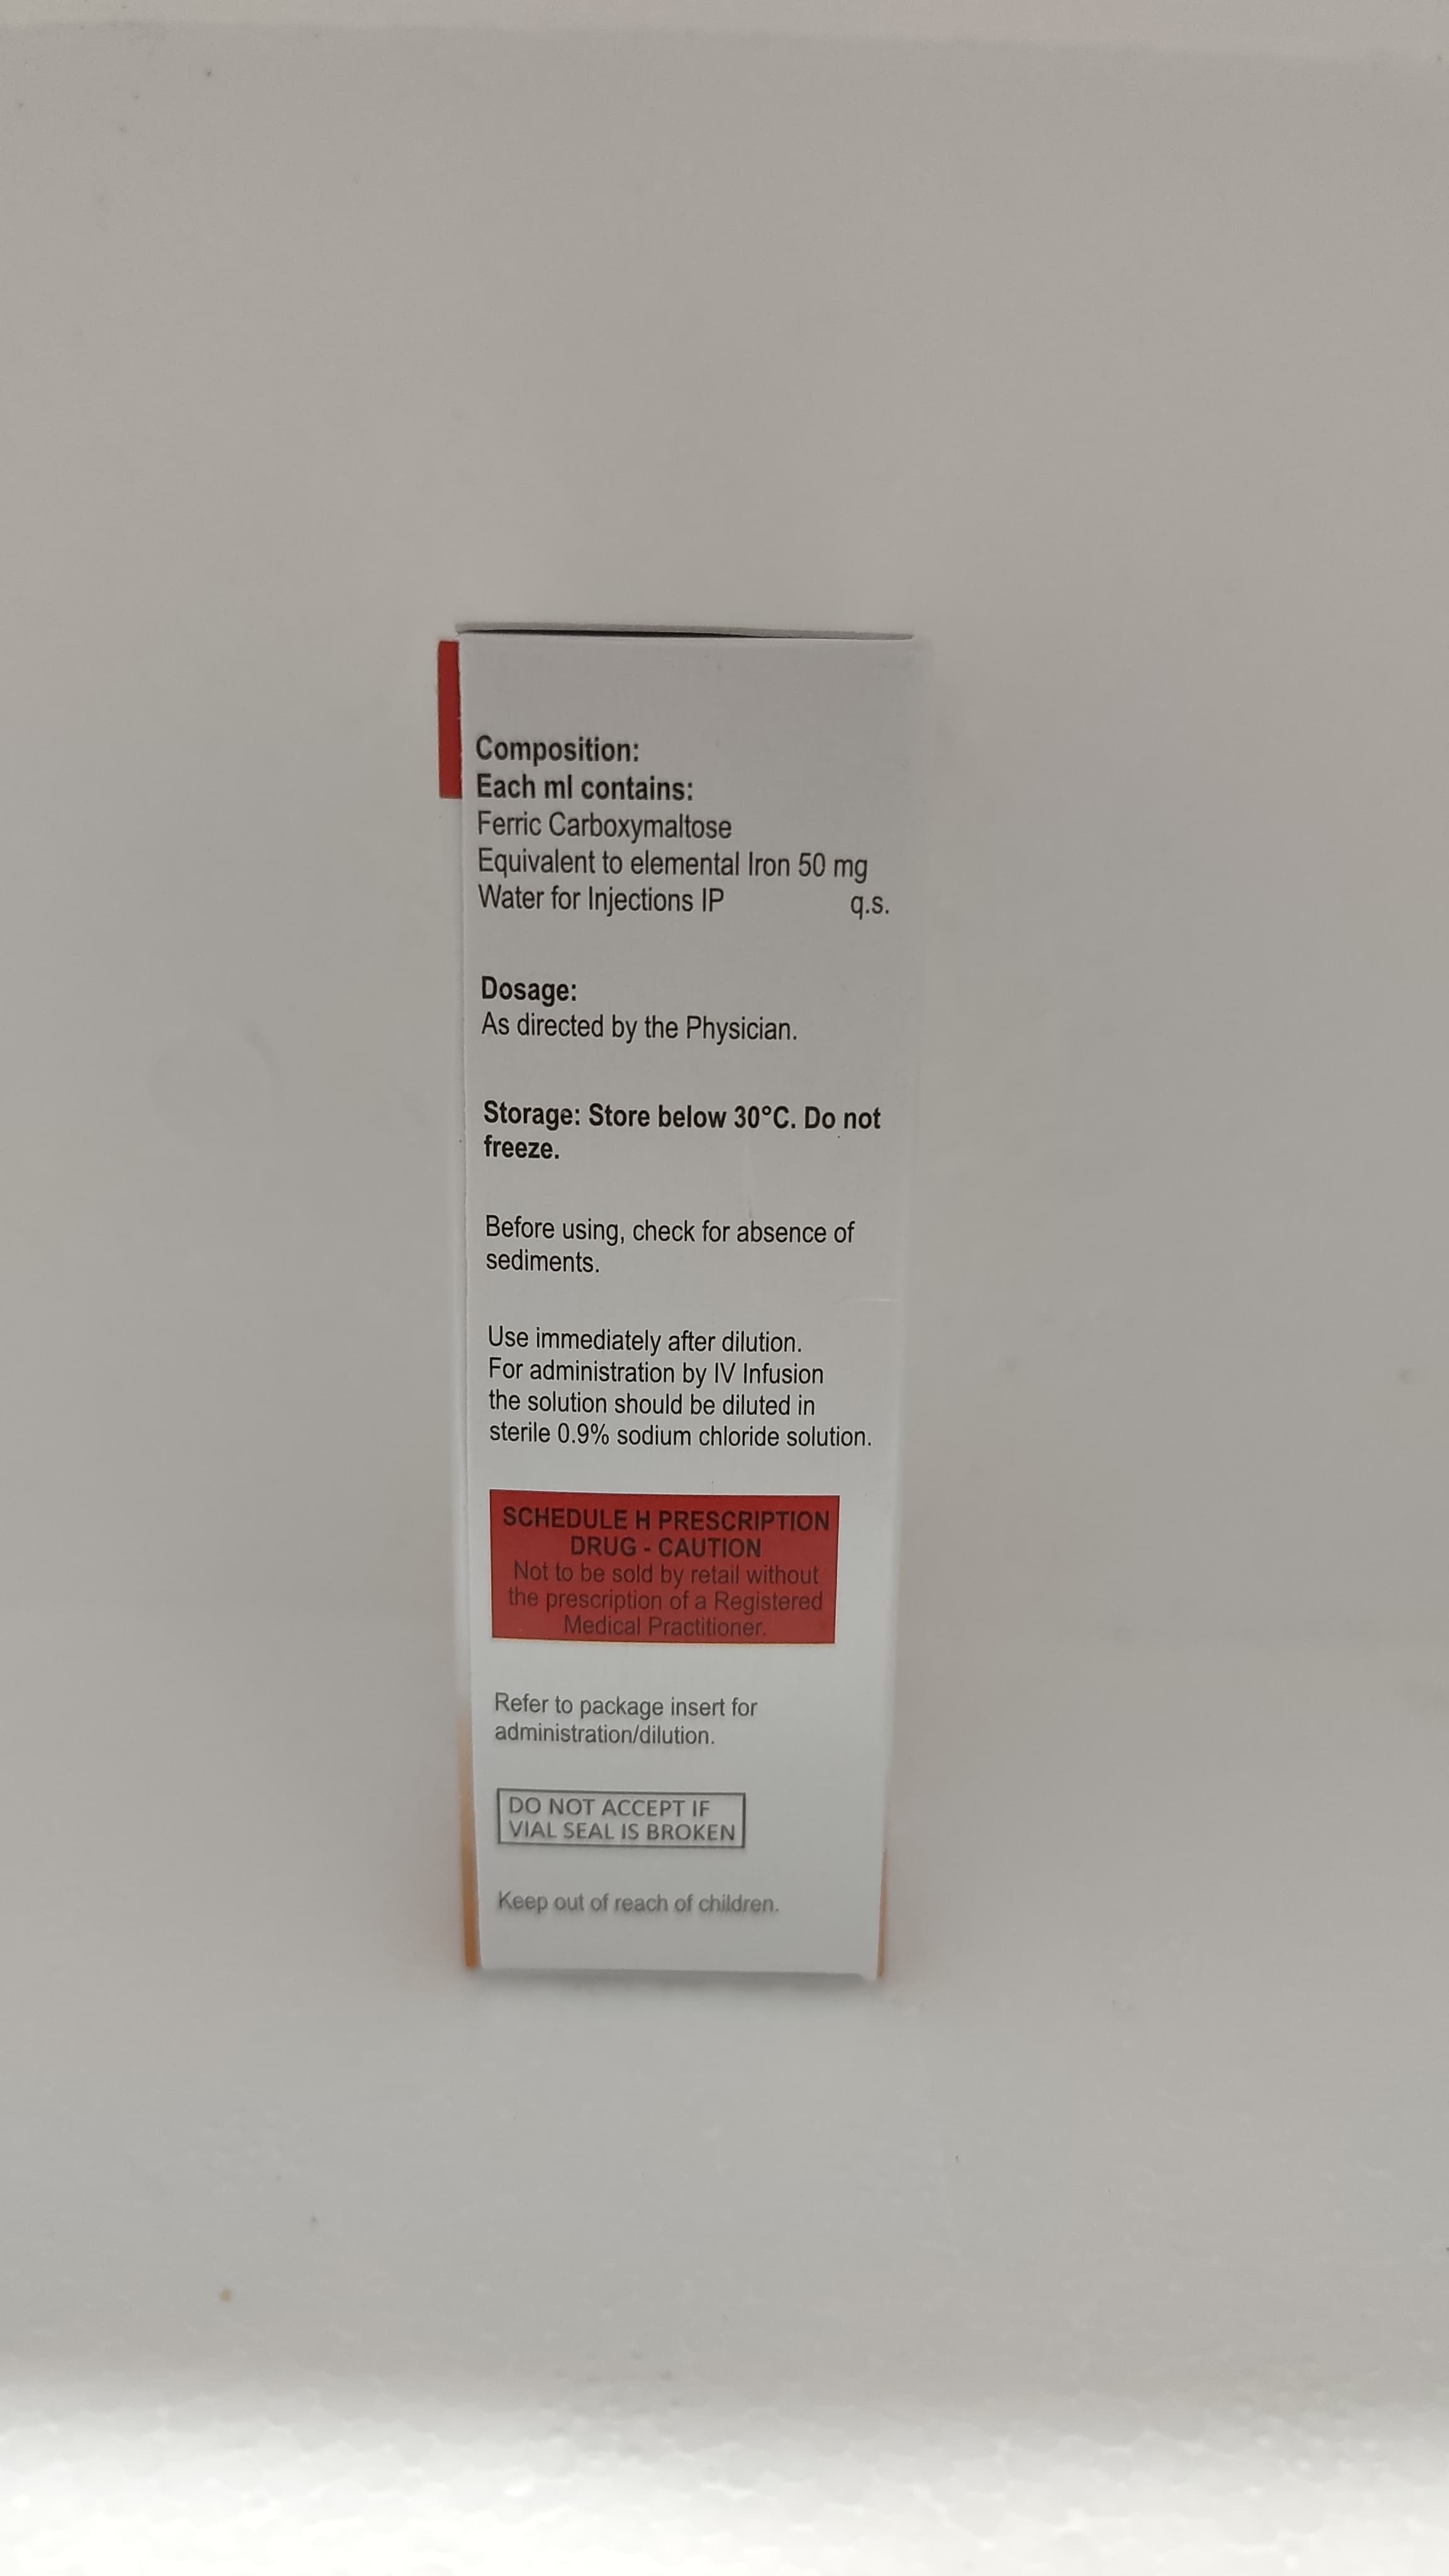 Composition:
Each ml contains:
Ferric Carboxymaltose
Equivalent to elemental Iron 50 mg
Water for Injections IP q.s.
Dosage:
As directed by the Physician.
Storage: Store below 30°C. Do not
freeze.
Before using, check for absence of
sediments.
Use immediately after dilution.
For administration by IV Infusion
the solution should be diluted in
sterile 0.9% sodium chloride solution.
SCHEDULE H PRESCRIPTION
DRUG - CAUTION
Not to be sold by retail without
the prescription of a Registered
Medical Practitioner.
Refer to package insert for
administration/dilution.
DO NOT ACCEPT IF
VIAL SEAL IS BROKEN
Keep out of reach of children.